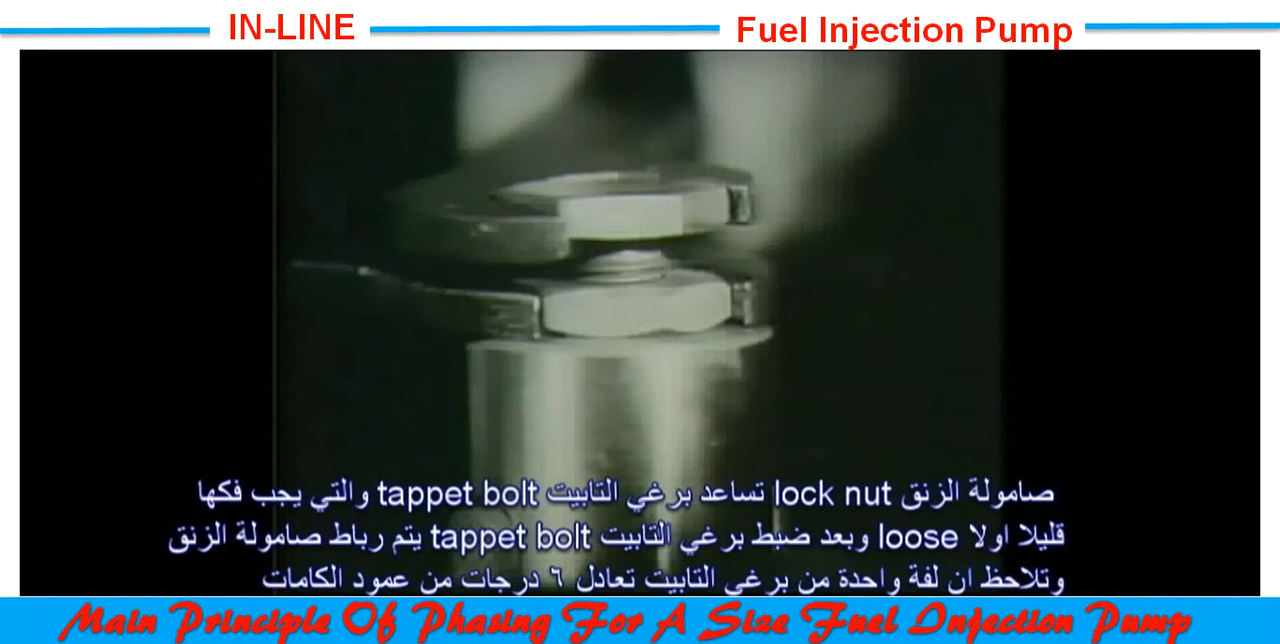 IN-LINE
Fuel Injection Pump
صامولة الزنق lock nut تساعد برغي التابيت tappet bolt والتي يجب فكها
قليلا اولا loose وبعد ضبط برغي التابيت tappet bolt يتم رباط صامولة الزنق
وتلاحظ ان لفة واحدة من برغي التابيت تعادل ٦ درجات من عمود الكامات
Main Principle Of Phasing For A Size Fuel Injection Pump